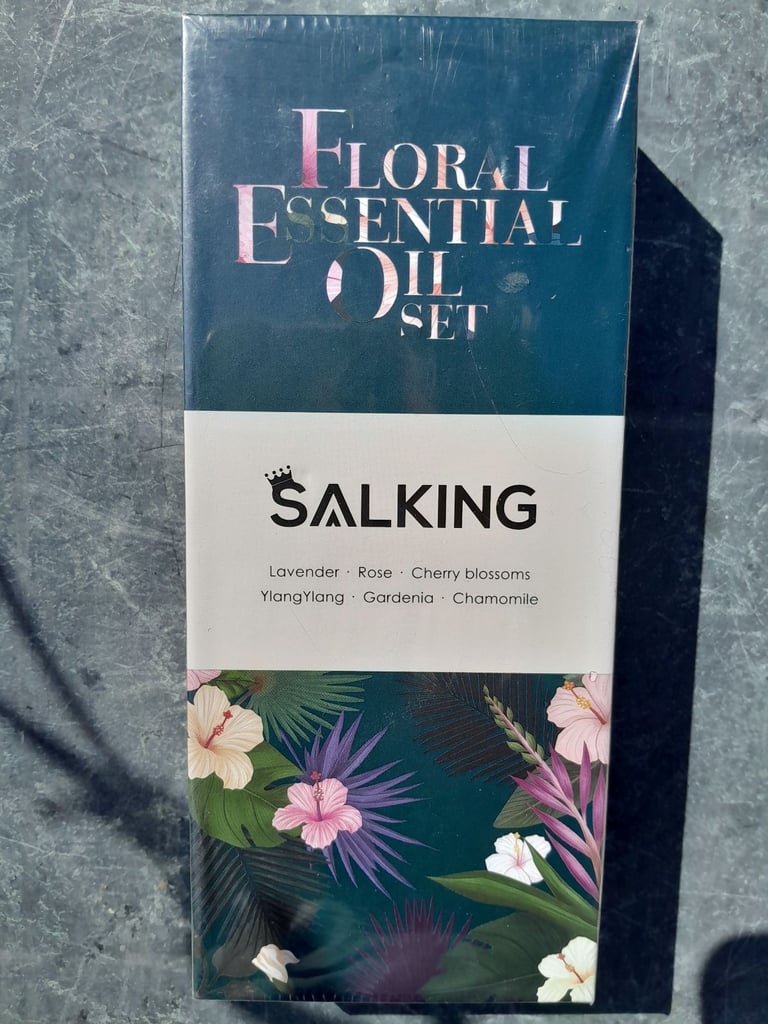 FLORAL
ESSENTIAL
OIL
SET
SALKING
Lavender · Rose · Cherry blossoms
YlangYlang · Gardenia · Chamomile